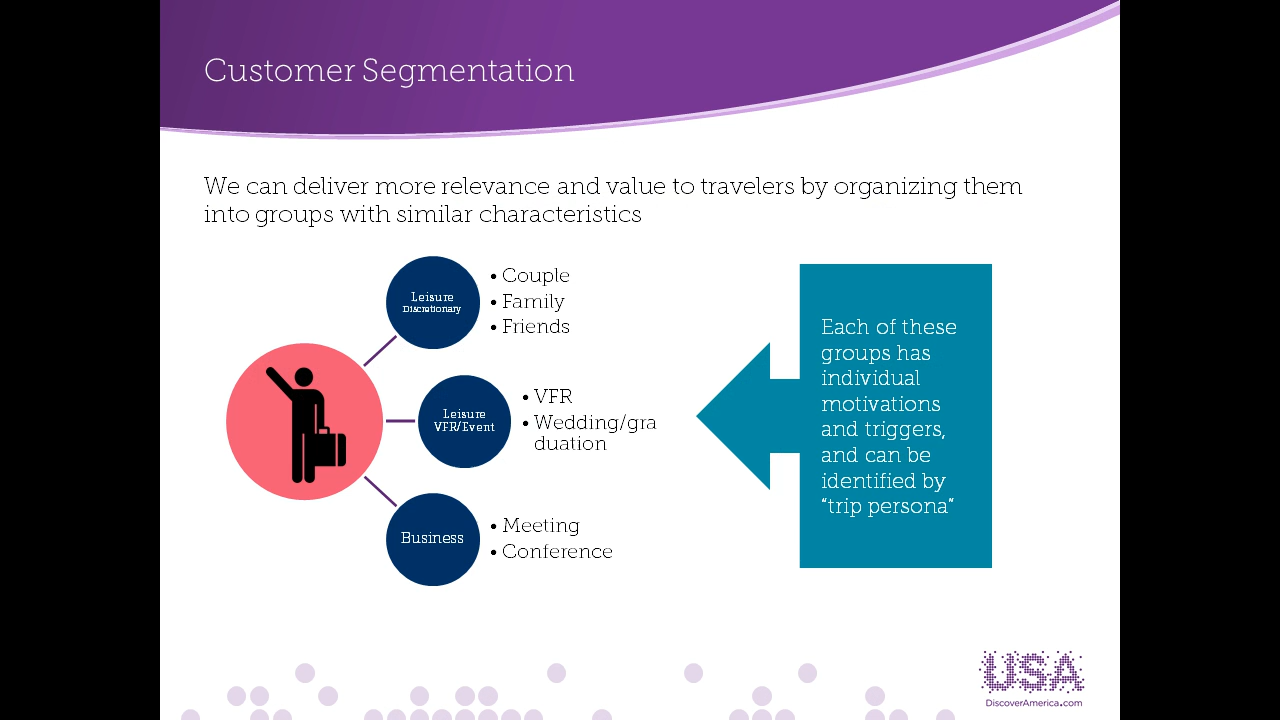 Customer Segmentation
We can deliver more relevance and value to travelers by organizing them
into groups with similar characteristics
Leisure
Discretionary
• Couple
• Family
• Friends
Leisure
VFR/Event
• VFR
• Wedding/gra
duation
Business
• Meeting
• Conference
Each of these
groups has
individual
motivations
and triggers,
and can be
identified by
“trip persona”
USA
DiscoverAmerica.com